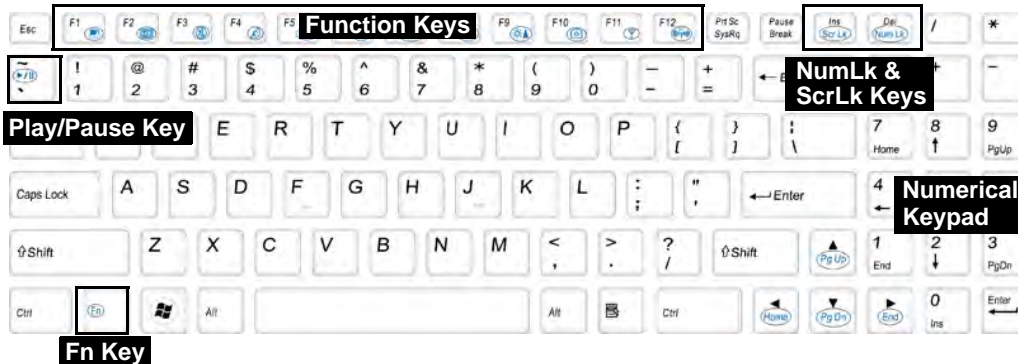 Esc F1 F2 F3 F4 F5 Function Keys F9 F10 F11 F12 Prt Sc SysRq Pause Break Ins Scr Lk Del Num Lk / *
~ ` ! 1 @ 2 # 3 $ 4 % 5 ^ 6 & 7 * 8 ( 9 ) 0 — - + = ← NumLk & ScrLk Keys –
Play/Pause Key E R T Y U I O P { [ } ] ¦ \ 7 Home 8 ↑ 9 PgUp
Caps Lock A S D F G H J K L : ; " ' Enter 4 ← Numerical Keypad
Shift Z X C V B N M < , > . ? / Shift Pg Up 1 End 2 ↓ 3 PgDn
Ctrl Fn Alt Alt Ctrl Home Pg Dn End 0 Ins Enter
Fn Key